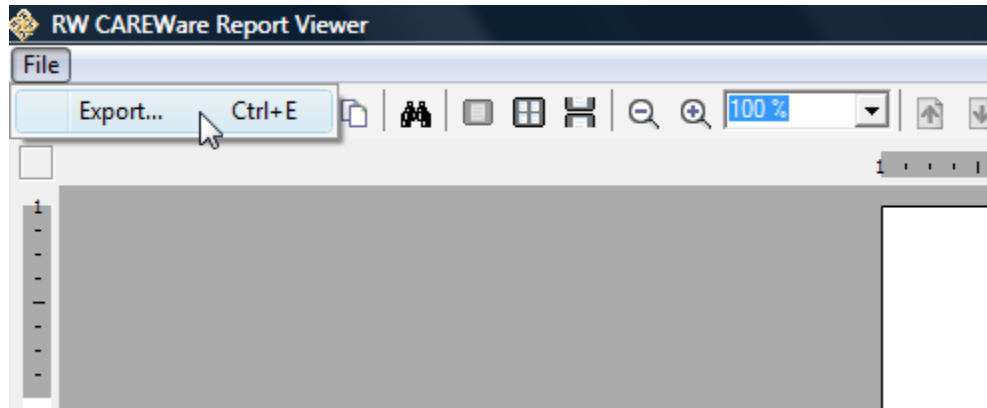 RW CAREWare Report Viewer
File
Export... Ctrl+E
100 %
1
1